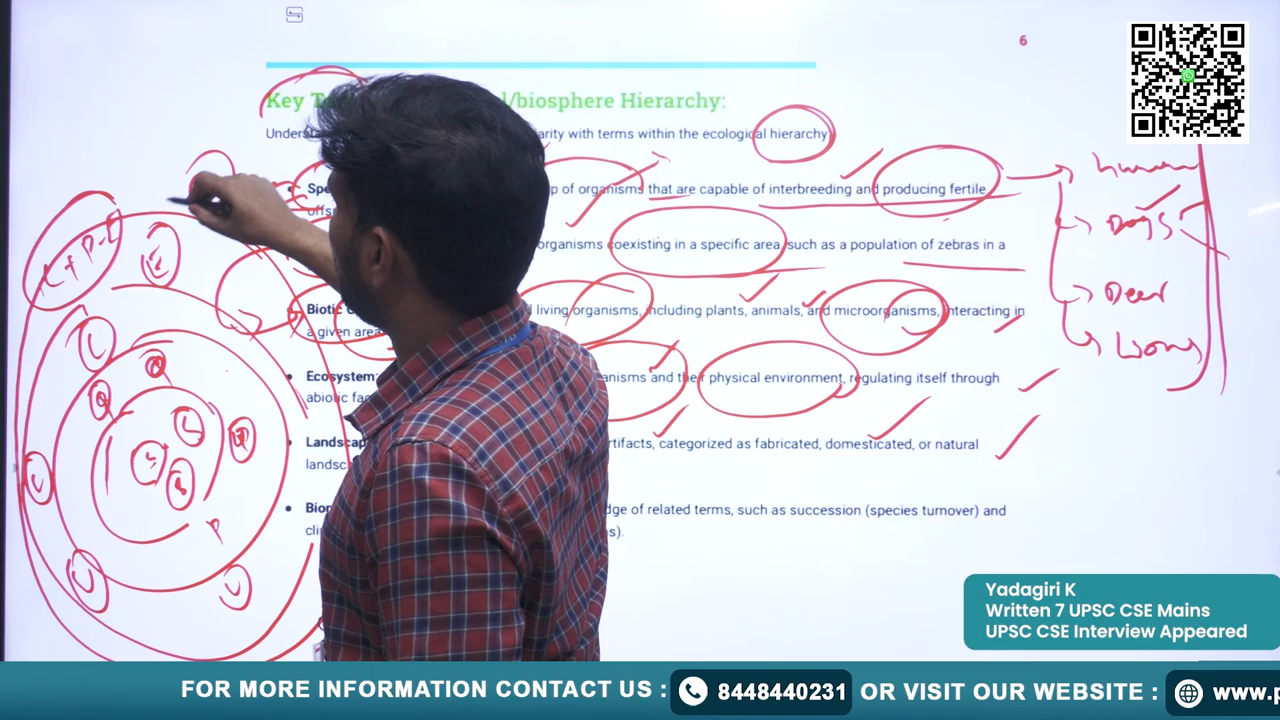 6
Key T l/biosphere Hierarchy:
Underst arity with terms within the ecological hierarchy
Spe p of organisms that are capable of interbreeding and producing fertile
offs
organisms coexisting in a specific area, such as a population of zebras in a
Biotic living organisms, including plants, animals, and microorganisms, interacting in
a given area
Ecosystem: anisms and their physical environment, regulating itself through
abiotic fac
Landscap rtifacts, categorized as fabricated, domesticated, or natural
landsc
Bio dge of related terms, such as succession (species turnover) and
cli s).
human
Dogs
Deer
E
L
P
Yadagiri K
Written 7 UPSC CSE Mains
UPSC CSE Interview Appeared
FOR MORE INFORMATION CONTACT US : 8448440231 OR VISIT OUR WEBSITE : www.p